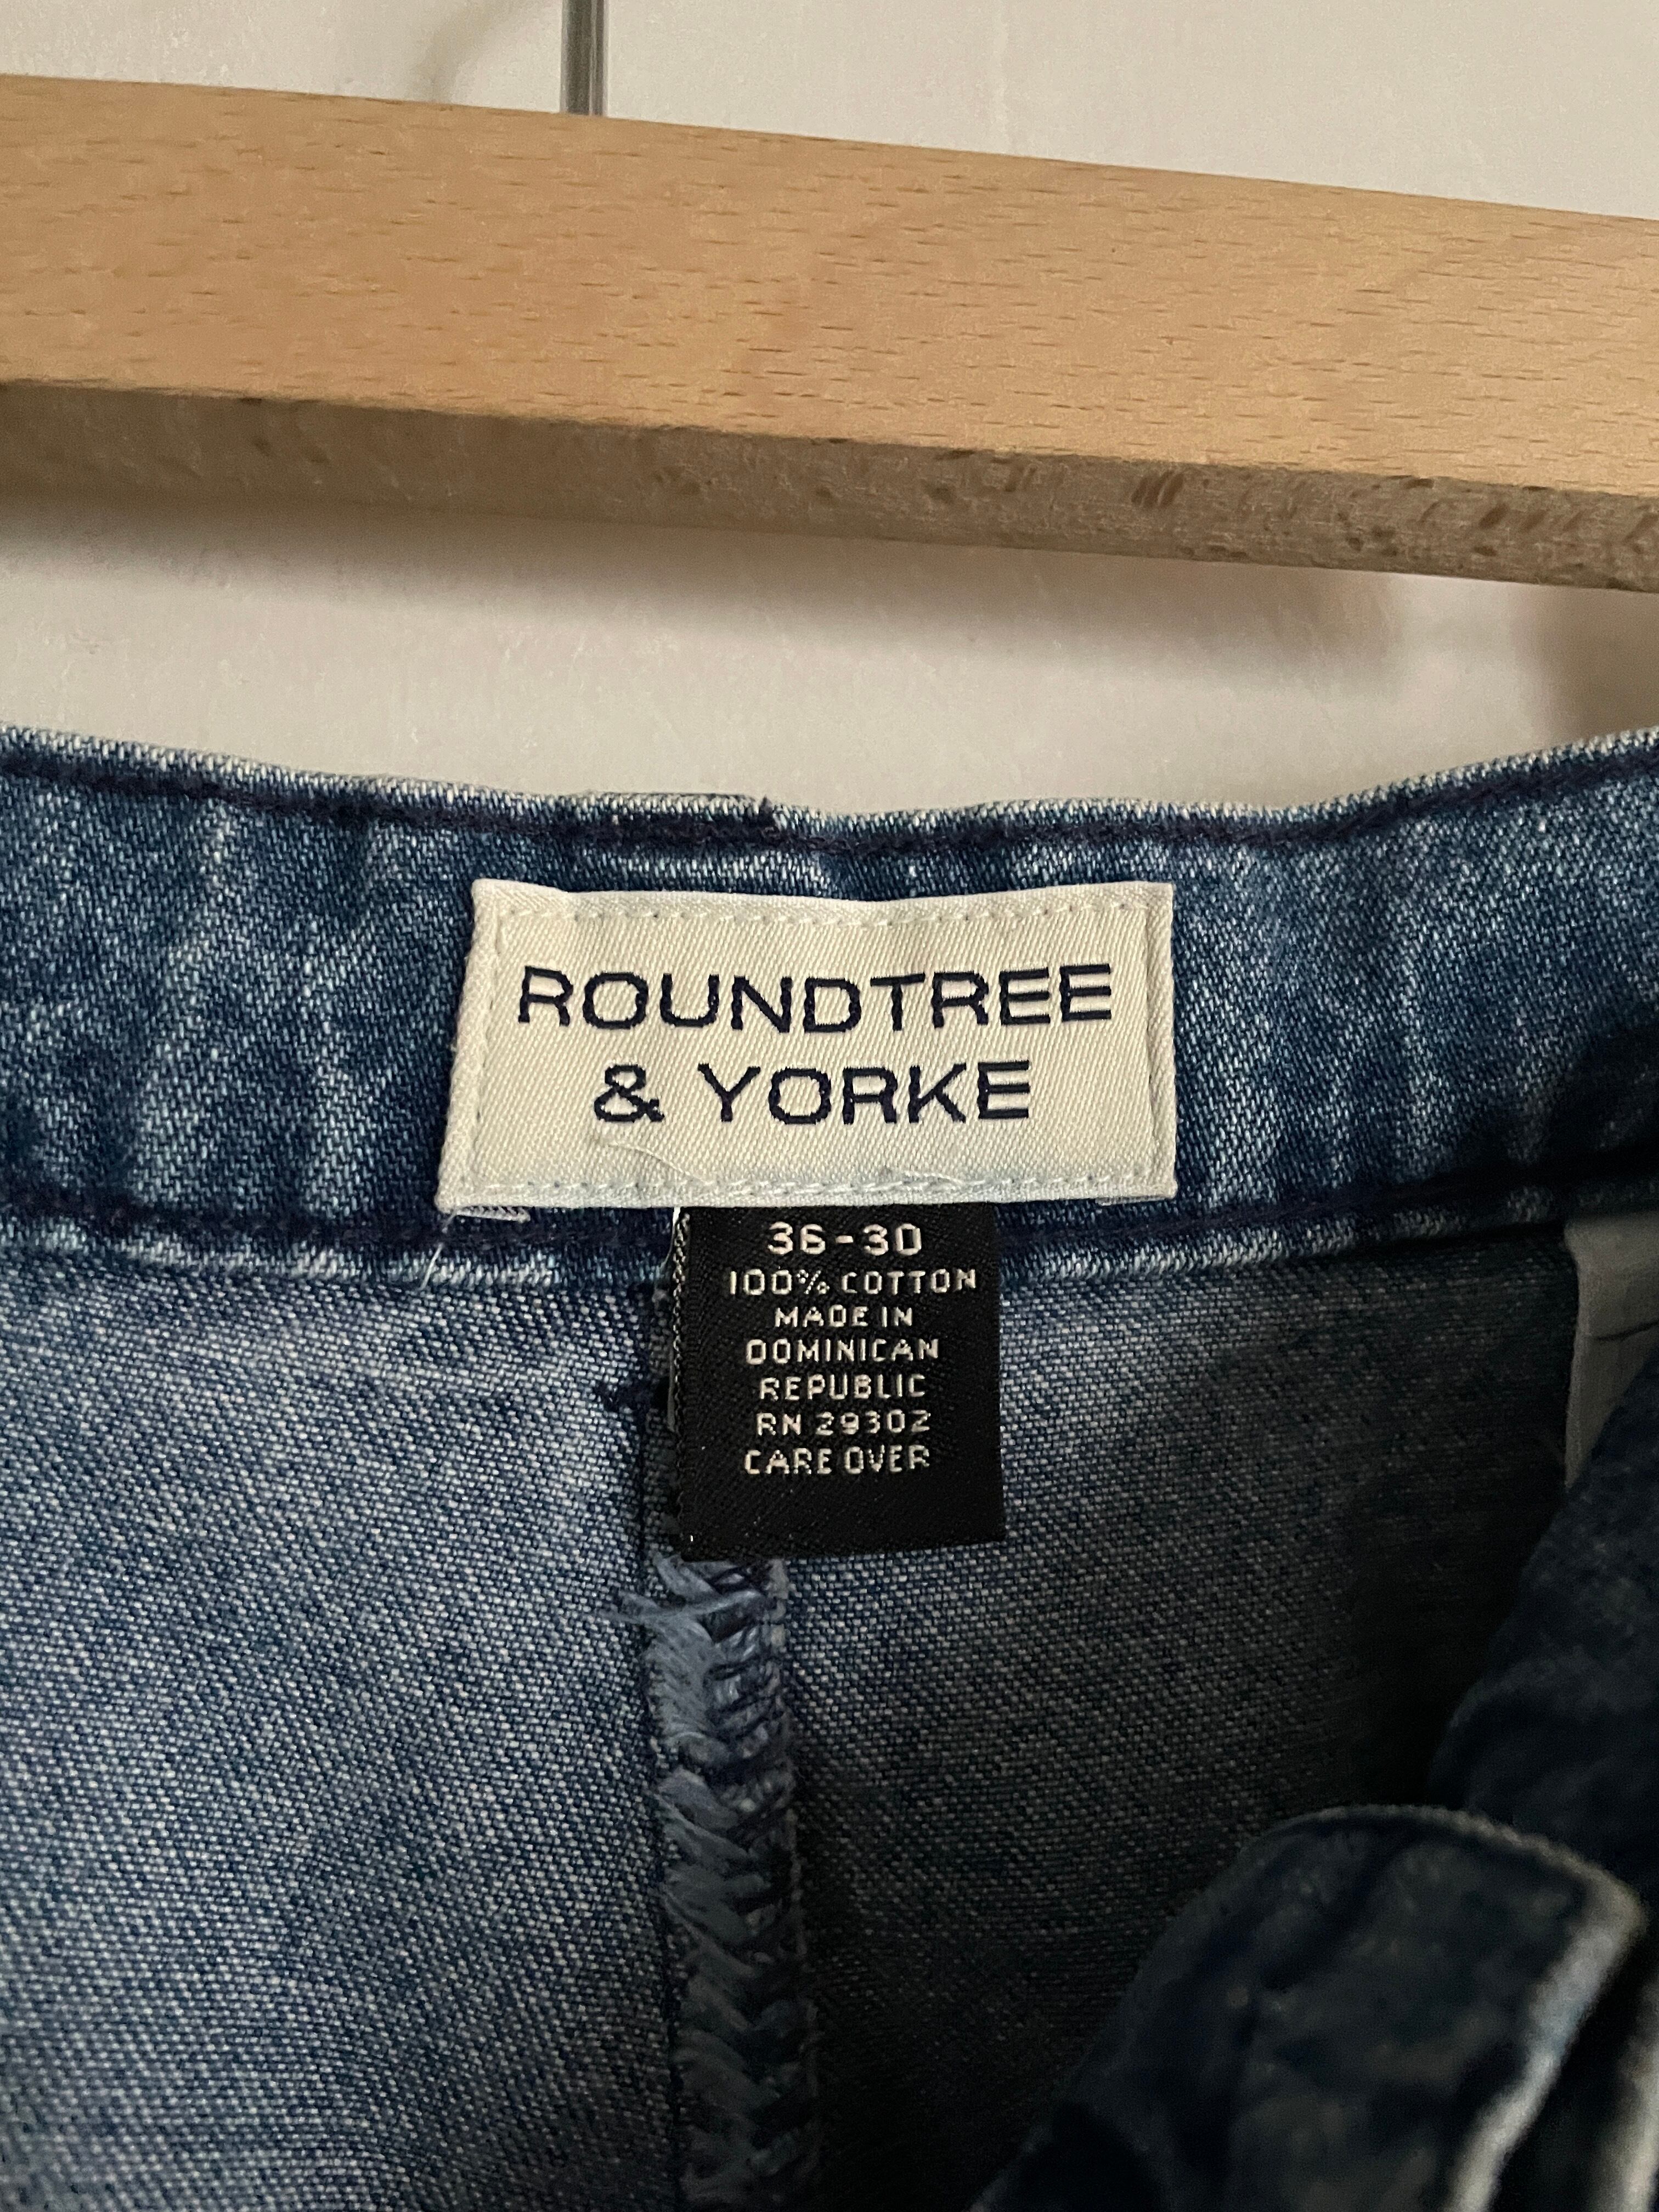 ROUNDTREE
& YORKE
36-30
100% COTTON
MADE IN
DOMINICAN
REPUBLIC
RN 29302
CARE OVER